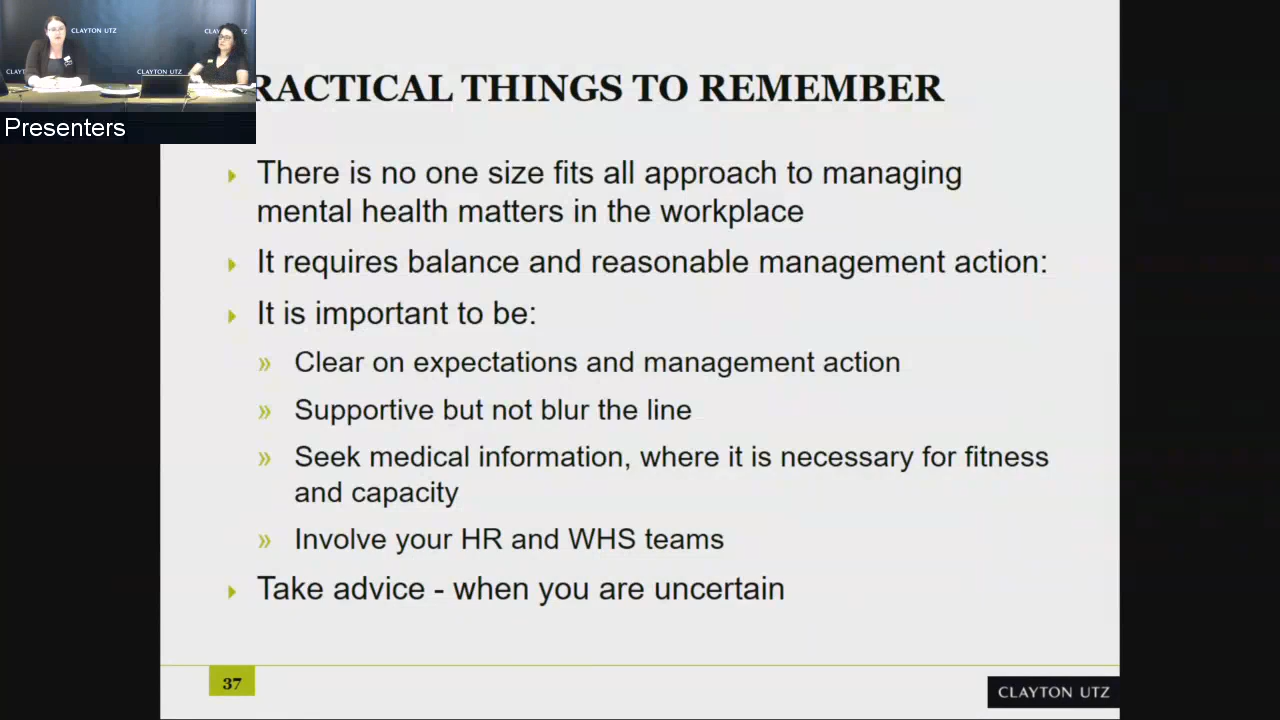 CLAYTON UTZ
CLAYTON UTZ
CLAYTON UTZ
Presenters
RACTICAL THINGS TO REMEMBER
There is no one size fits all approach to managing
mental health matters in the workplace
It requires balance and reasonable management action:
It is important to be:
» Clear on expectations and management action
» Supportive but not blur the line
» Seek medical information, where it is necessary for fitness
and capacity
» Involve your HR and WHS teams
Take advice - when you are uncertain
37
CLAYTON UTZ